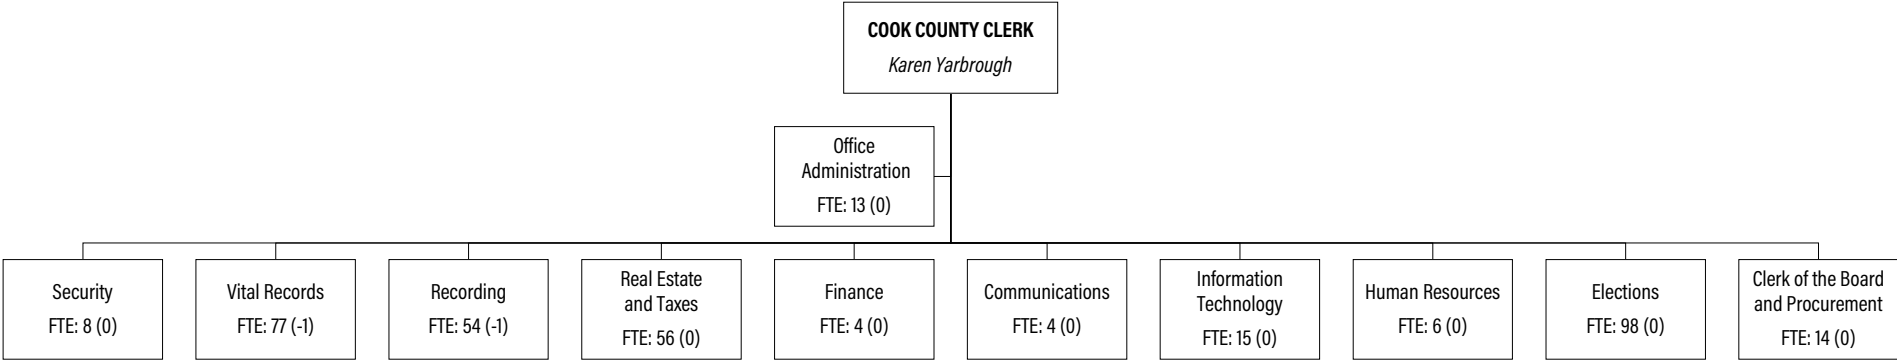 COOK COUNTY CLERK
Karen Yarbrough
Office
Administration
FTE: 13 (0)
Security
FTE: 8 (0)
Vital Records
FTE: 77 (-1)
Recording
FTE: 54 (-1)
Real Estate
and Taxes
FTE: 56 (0)
Finance
FTE: 4 (0)
Communications
FTE: 4 (0)
Information
Technology
FTE: 15 (0)
Human Resources
FTE: 6 (0)
Elections
FTE: 98 (0)
Clerk of the Board
and Procurement
FTE: 14 (0)